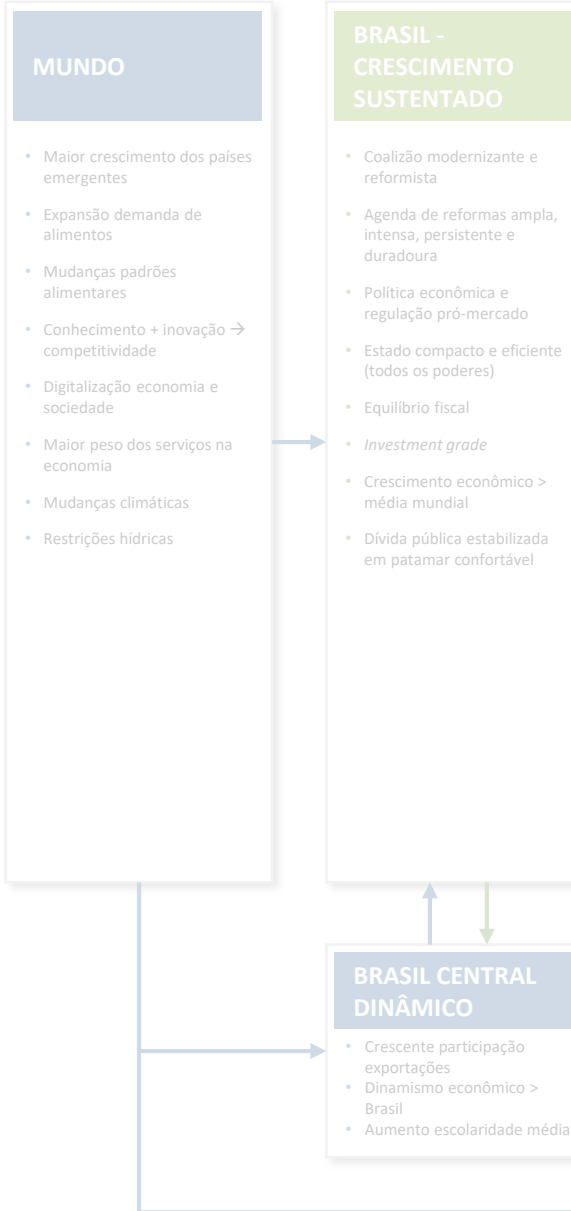 MUNDO
• Maior crescimento dos países
emergentes
• Expansão demanda de
alimentos
• Mudanças padrões
alimentares
• Conhecimento + inovação →
competitividade
• Digitalização economia e
sociedade
• Maior peso dos serviços na
economia
• Mudanças climáticas
• Restrições hídricas
BRASIL -
CRESCIMENTO
SUSTENTADO
• Coalizão modernizante e
reformista
• Agenda de reformas ampla,
intensa, persistente e
duradoura
• Política econômica e
regulação pró-mercado
• Estado compacto e eficiente
(todos os poderes)
• Equilíbrio fiscal
• Investment grade
• Crescimento econômico >
média mundial
• Dívida pública estabilizada
em patamar confortável
BRASIL CENTRAL
DINÂMICO
• Crescente participação
exportações
• Dinamismo econômico >
Brasil
• Aumento escolaridade média